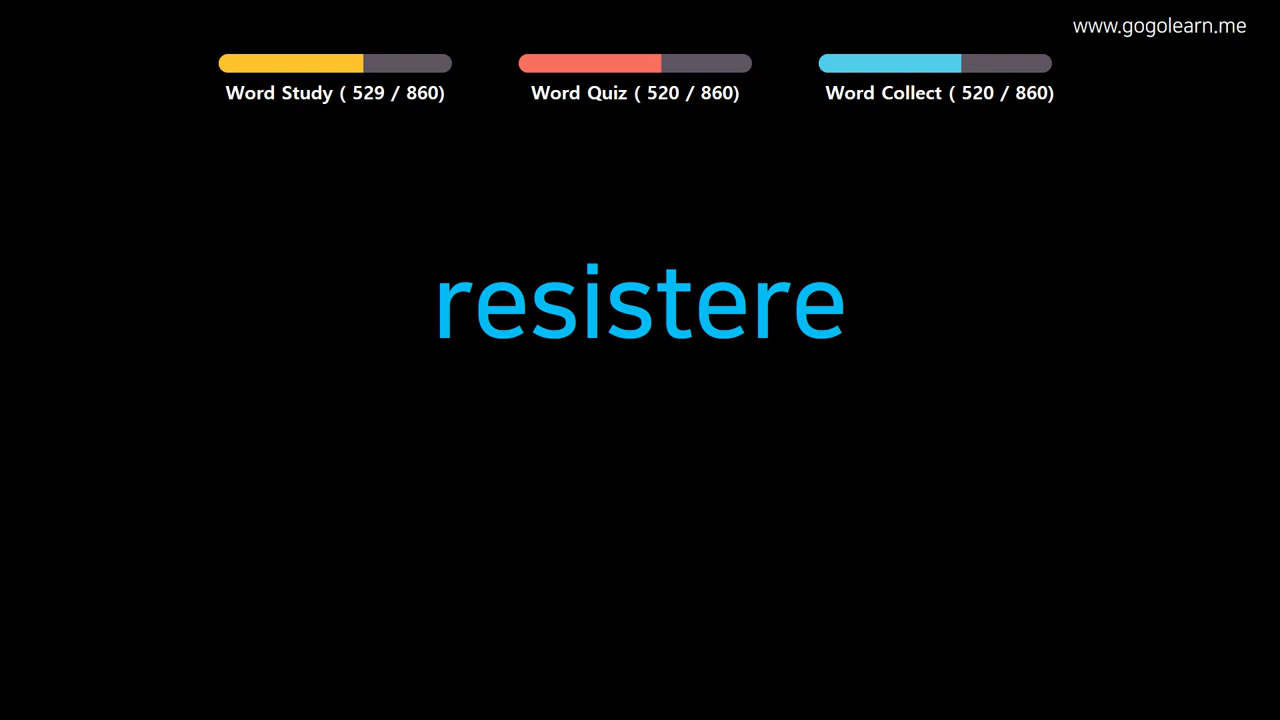 www.gogolearn.me
Word Study ( 529 / 860)
Word Quiz ( 520 / 860)
Word Collect ( 520 / 860)
resistere